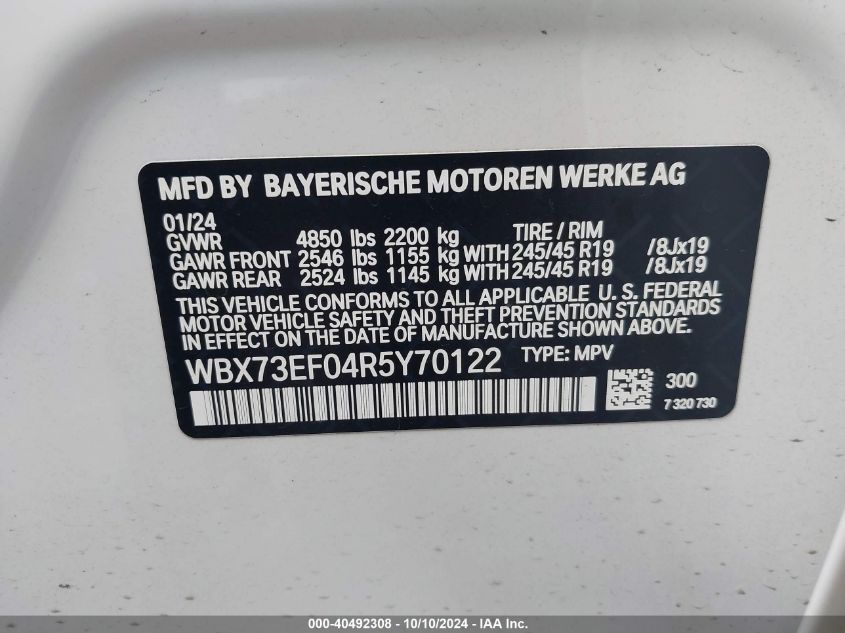 MFD BY BAYERISCHE MOTOREN WERKE AG
01/24
GVWR 4850 lbs 2200 kg TIRE / RIM
GAWR FRONT 2546 lbs 1155 kg WITH 245/45 R19 /8Jx19
GAWR REAR 2524 lbs 1145 kg WITH 245/45 R19 /8Jx19
THIS VEHICLE CONFORMS TO ALL APPLICABLE U. S. FEDERAL
MOTOR VEHICLE SAFETY AND THEFT PREVENTION STANDARDS
IN EFFECT ON THE DATE OF MANUFACTURE SHOWN ABOVE.
WBX73EF04R5Y70122 TYPE: MPV
300
7 320 730
000-40492308 - 10/10/2024 - IAA Inc.